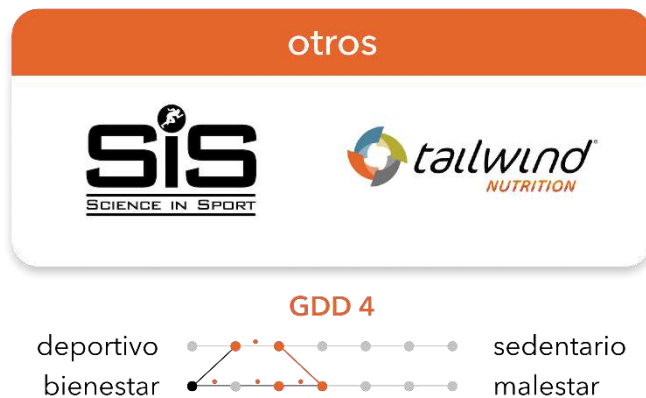 otros
SiS
SCIENCE IN SPORT
tailwind
NUTRITION
GDD 4
deportivo sedentario
bienestar malestar